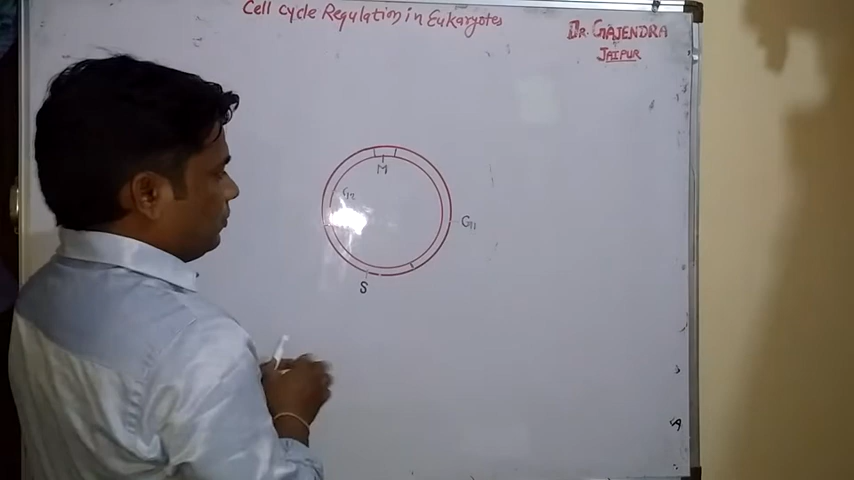 Cell cycle Regulation in Eukaryotes
Dr. GAJENDRA
JAIPUR
M
G2
G1
S